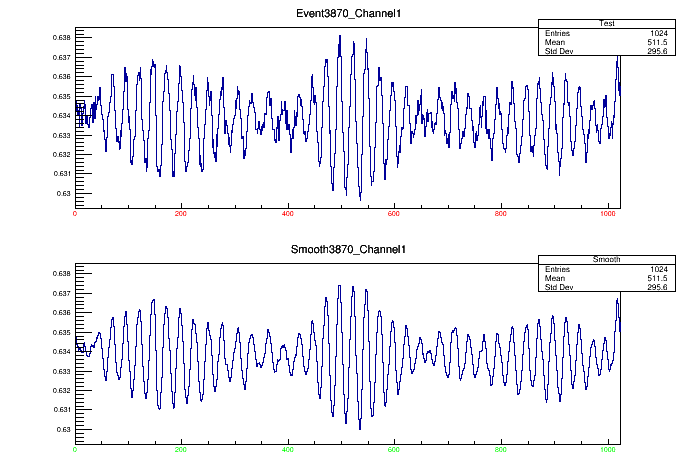 Event3870_Channel1
Test
Entries 1024
Mean 511.5
Std Dev 295.6
0.638
0.637
0.636
0.635
0.634
0.633
0.632
0.631
0.63
0 200 400 600 800 1000
Smooth3870_Channel1
Smooth
Entries 1024
Mean 511.5
Std Dev 295.6
0.638
0.637
0.636
0.635
0.634
0.633
0.632
0.631
0.63
0 200 400 600 800 1000